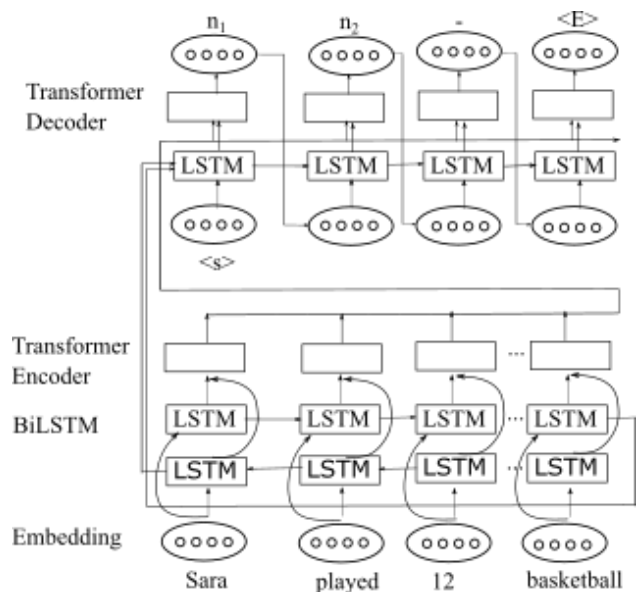 n₁ n₂ - <E>
Transformer
Decoder
LSTM LSTM LSTM LSTM
<s>
Transformer
Encoder
...
BiLSTM
LSTM LSTM LSTM ... LSTM
LSTM LSTM LSTM ... LSTM
Embedding
Sara played 12 basketball